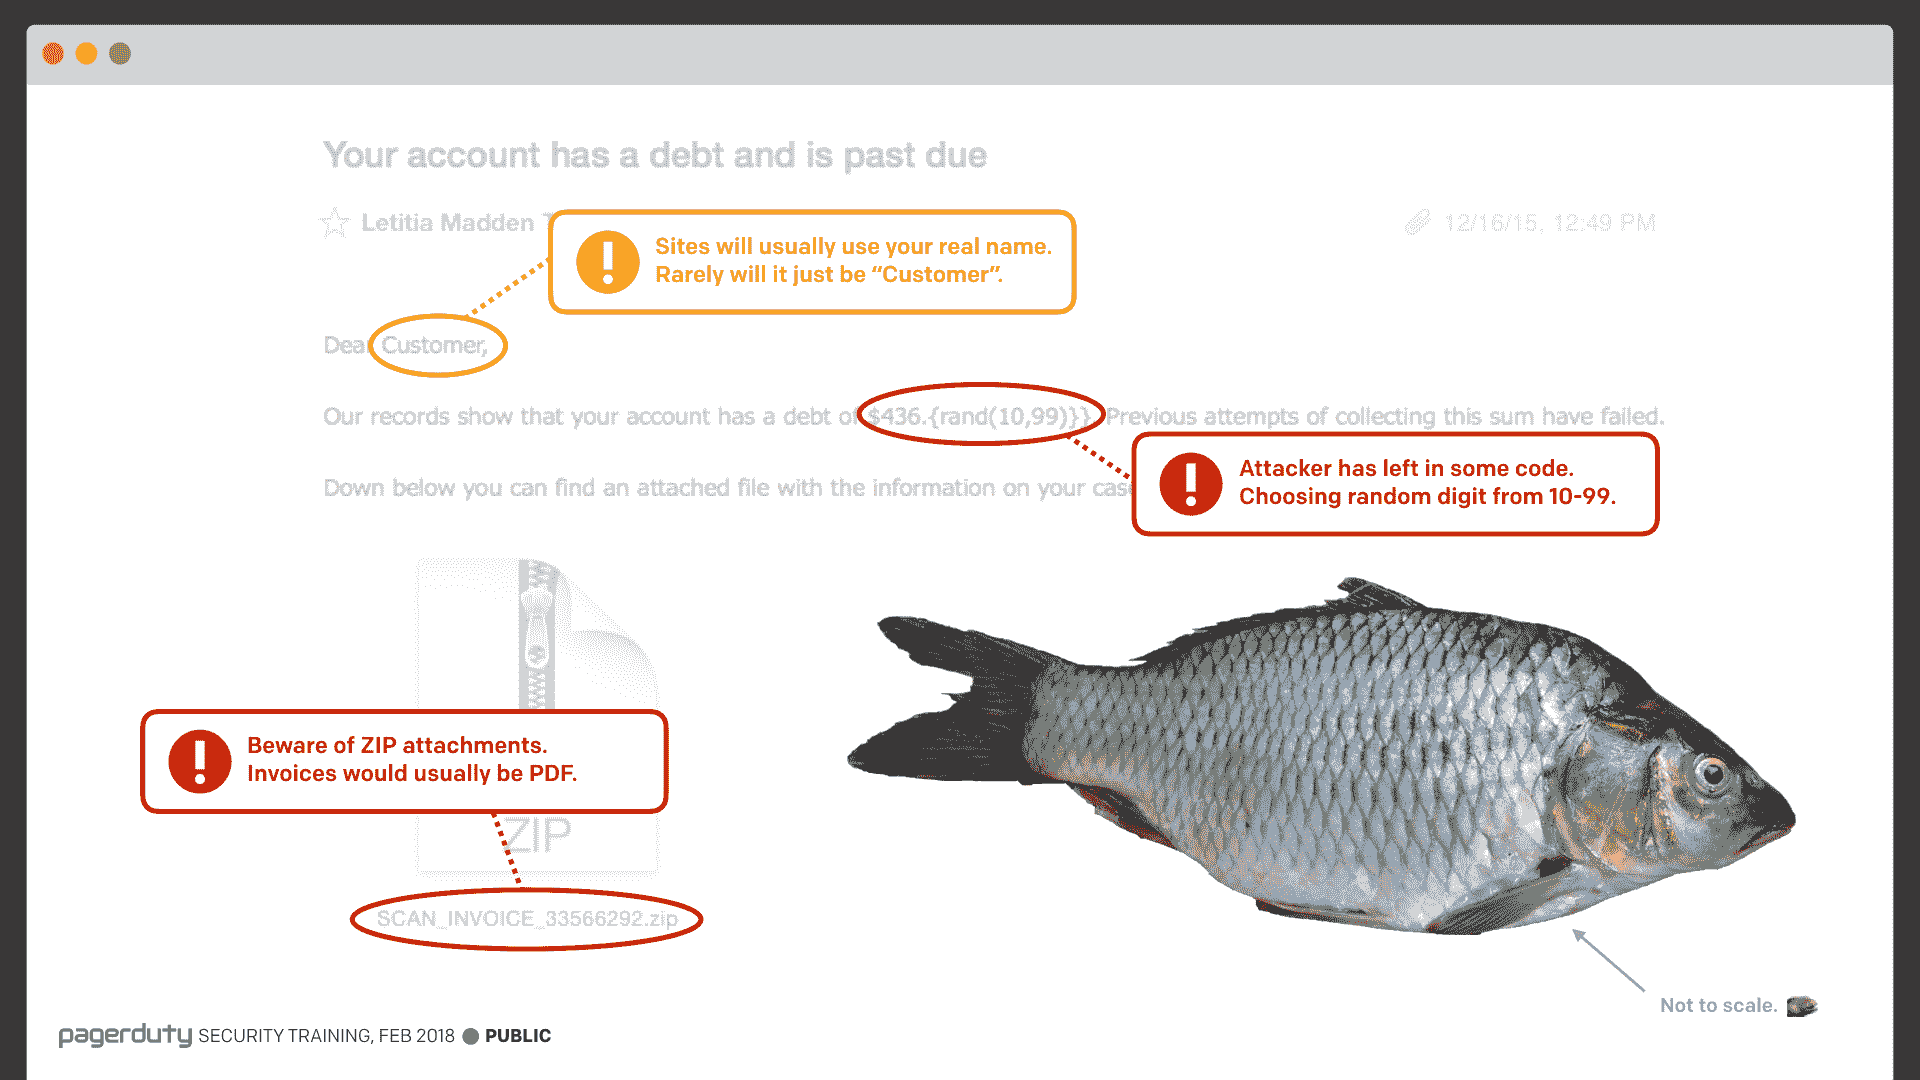 Your account has a debt and is past due
Letitia Madden
12/16/15, 12:49 PM
Sites will usually use your real name.
Rarely will it just be “Customer”.
Dear Customer,
Our records show that your account has a debt of $436.{rand(10,99)}} Previous attempts of collecting this sum have failed.
Attacker has left in some code.
Choosing random digit from 10-99.
Down below you can find an attached file with the information on your case
Beware of ZIP attachments.
Invoices would usually be PDF.
ZIP
SCAN_INVOICE_33566292.zip
Not to scale.
pagerduty SECURITY TRAINING, FEB 2018 ● PUBLIC